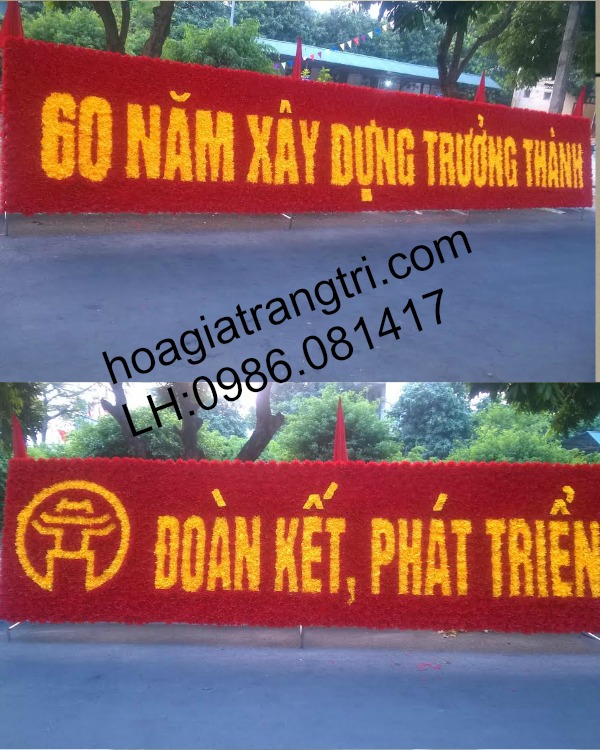 60 NĂM XÂY DỰNG TRƯỞNG THÀNH
hoagiatrangtri.com
LH:0986.081417
ĐOÀN KẾT, PHÁT TRIỂN